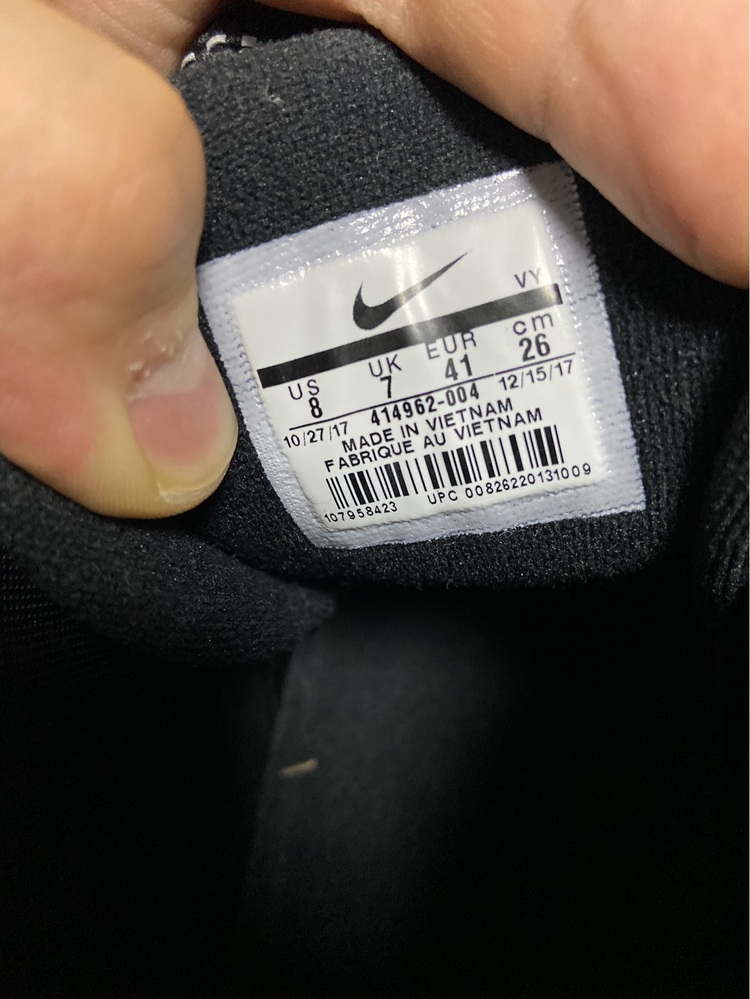 VY
US UK EUR cm
8 7 41 26
10/27/17 414962-004 12/15/17
MADE IN VIETNAM
FABRIQUE AU VIETNAM
107958423 UPC 00826220131009